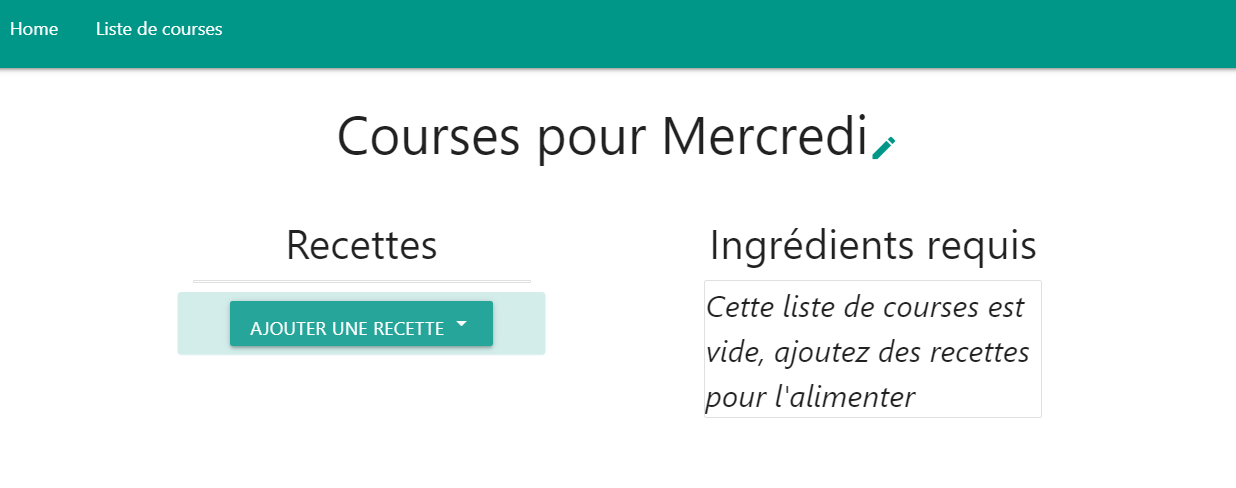 Home Liste de courses
Courses pour Mercredi
Recettes
AJOUTER UNE RECETTE
Ingrédients requis
Cette liste de courses est
vide, ajoutez des recettes
pour l'alimenter